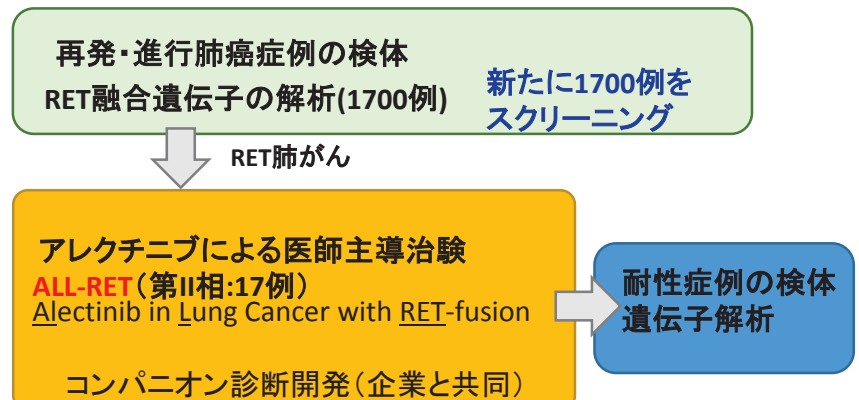 再発・進行肺癌症例の検体
RET融合遺伝子の解析(1700例)
新たに1700例を
スクリーニング
RET肺がん
アレクチニブによる医師主導治験
ALL-RET（第II相:17例）
Alectinib in Lung Cancer with RET-fusion
コンパニオン診断開発（企業と共同）
耐性症例の検体
遺伝子解析